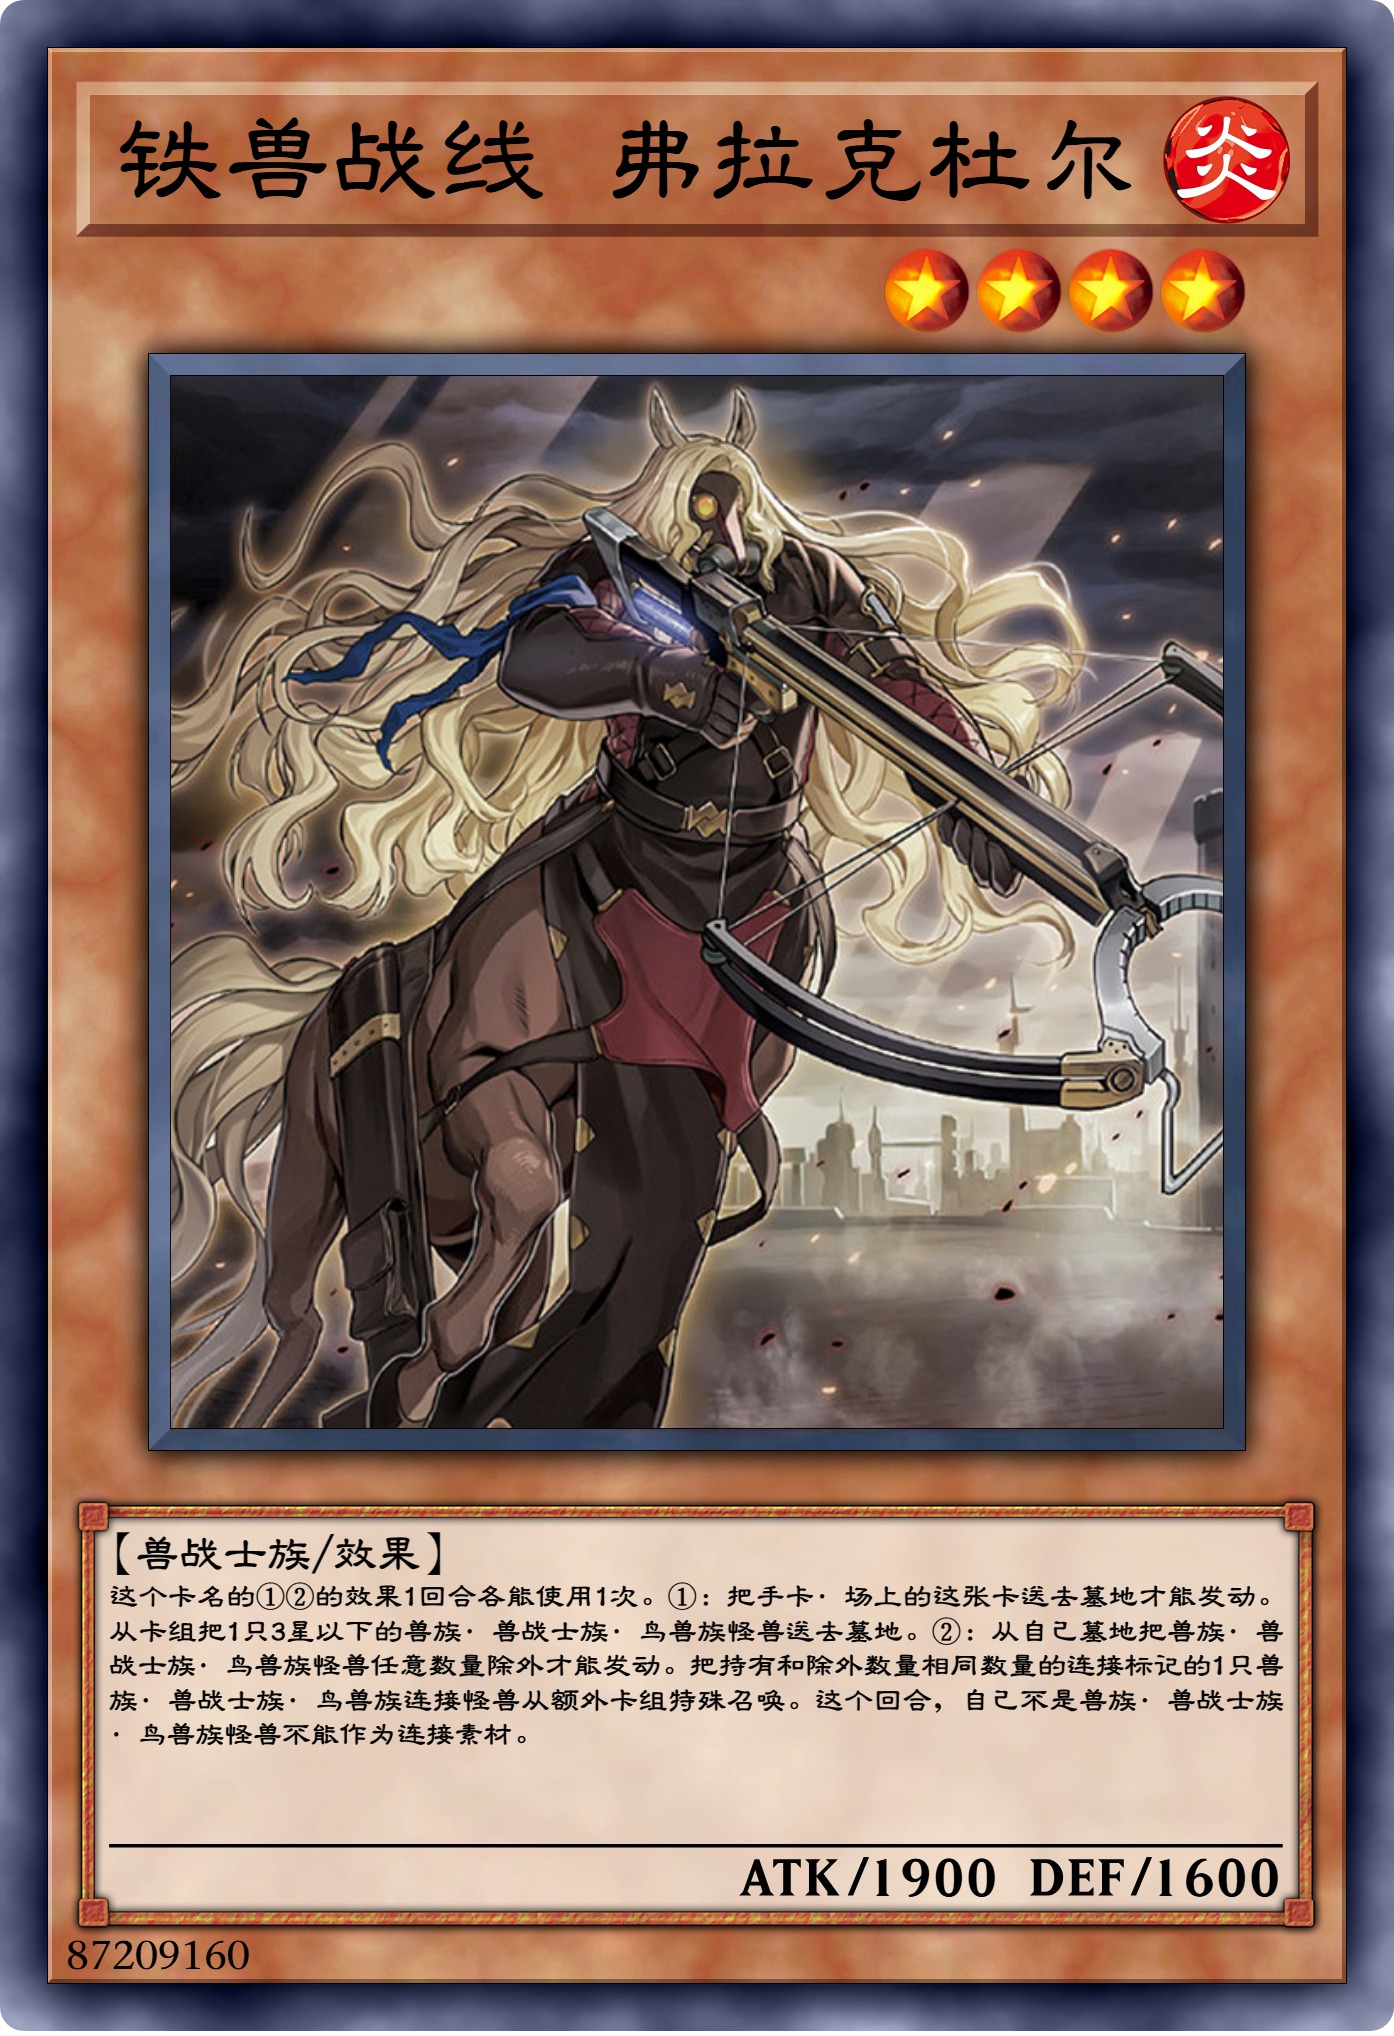 铁兽战线 弗拉克杜尔 炎
【兽战士族/效果】
这个卡名的①②的效果1回合各能使用1次。①：把手卡·场上的这张卡送去墓地才能发动。
从卡组把1只3星以下的兽族·兽战士族·鸟兽族怪兽送去墓地。②：从自己墓地把兽族·兽
战士族·鸟兽族怪兽任意数量除外才能发动。把持有和除外数量相同数量的连接标记的1只兽
族·兽战士族·鸟兽族连接怪兽从额外卡组特殊召唤。这个回合，自己不是兽族·兽战士族
·鸟兽族怪兽不能作为连接素材。
ATK/1900 DEF/1600
87209160